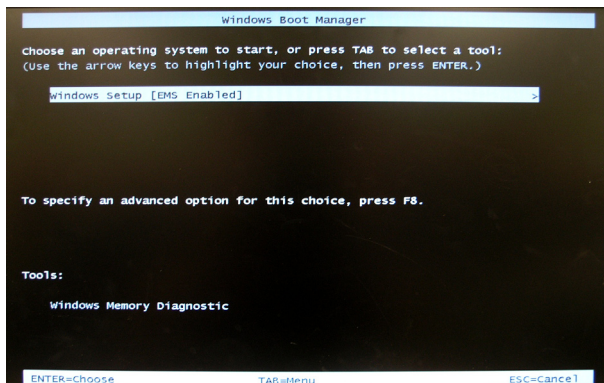 Windows Boot Manager
Choose an operating system to start, or press TAB to select a tool:
(Use the arrow keys to highlight your choice, then press ENTER.)
Windows Setup [EMS Enabled] >
To specify an advanced option for this choice, press F8.
Tools:
Windows Memory Diagnostic
ENTER=Choose TAB=Menu ESC=Cancel